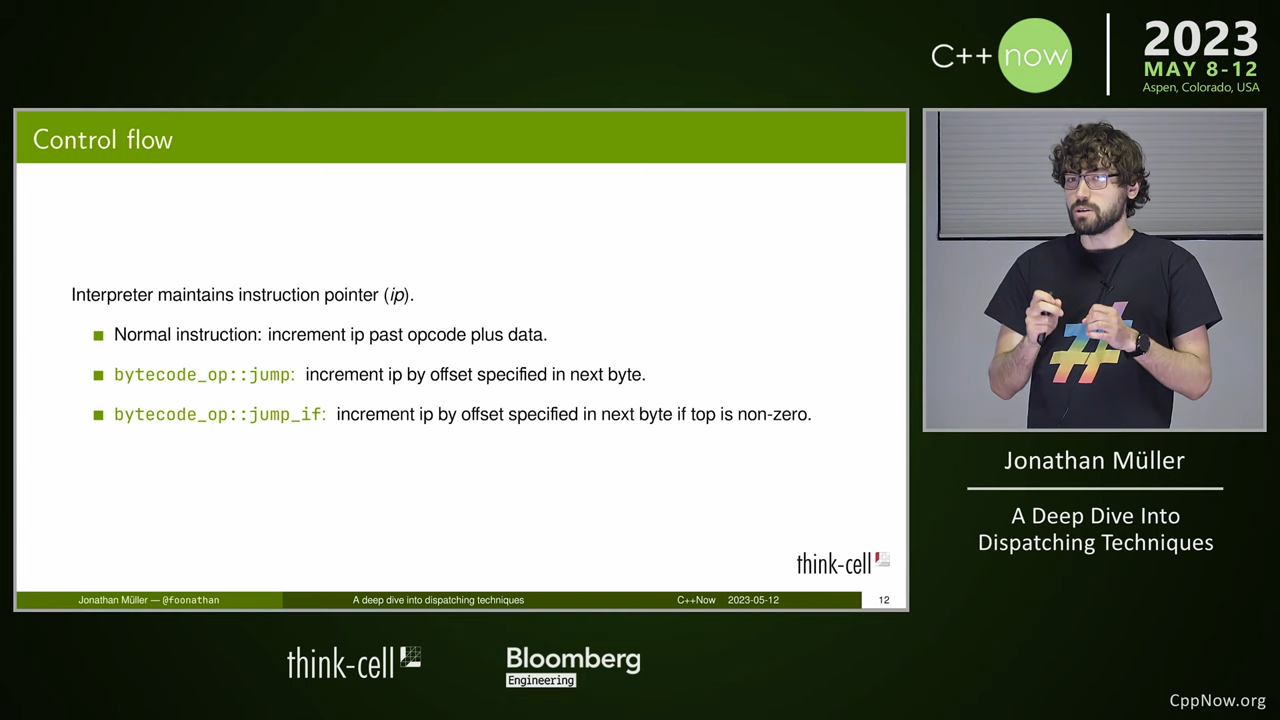 C++ now
2023
MAY 8-12
Aspen, Colorado, USA
Control flow
Interpreter maintains instruction pointer (ip).
Normal instruction: increment ip past opcode plus data.
bytecode_op::jump: increment ip by offset specified in next byte.
bytecode_op::jump_if: increment ip by offset specified in next byte if top is non-zero.
think-cell
Jonathan Müller — @foonathan
A deep dive into dispatching techniques
C++Now 2023-05-12
12
#
Jonathan Müller
A Deep Dive Into
Dispatching Techniques
think-cell
Bloomberg
Engineering
CppNow.org